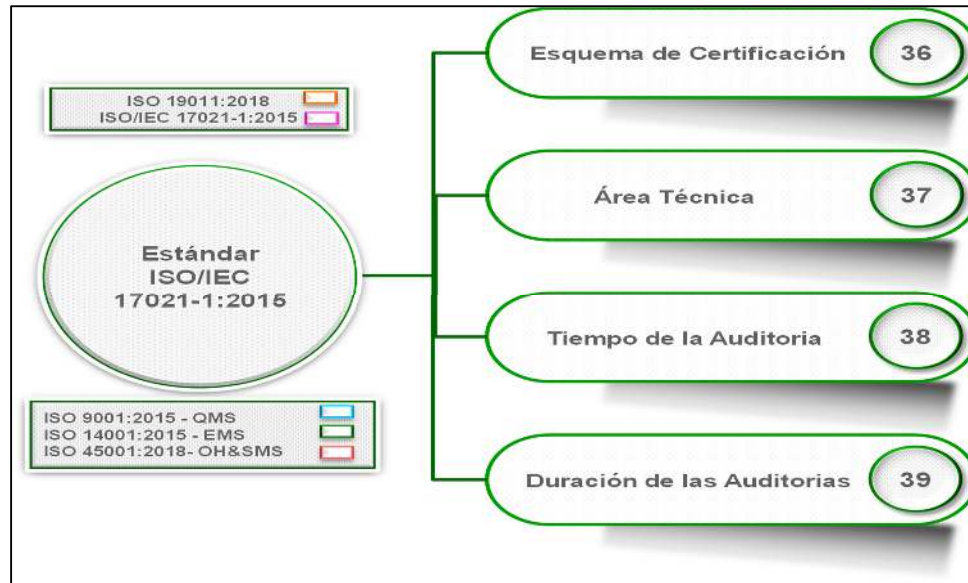 ISO 19011:2018
ISO/IEC 17021-1:2015
Estándar
ISO/IEC
17021-1:2015
ISO 9001:2015 - QMS
ISO 14001:2015 - EMS
ISO 45001:2018- OH&SMS
Esquema de Certificación 36
Área Técnica 37
Tiempo de la Auditoria 38
Duración de las Auditorias 39